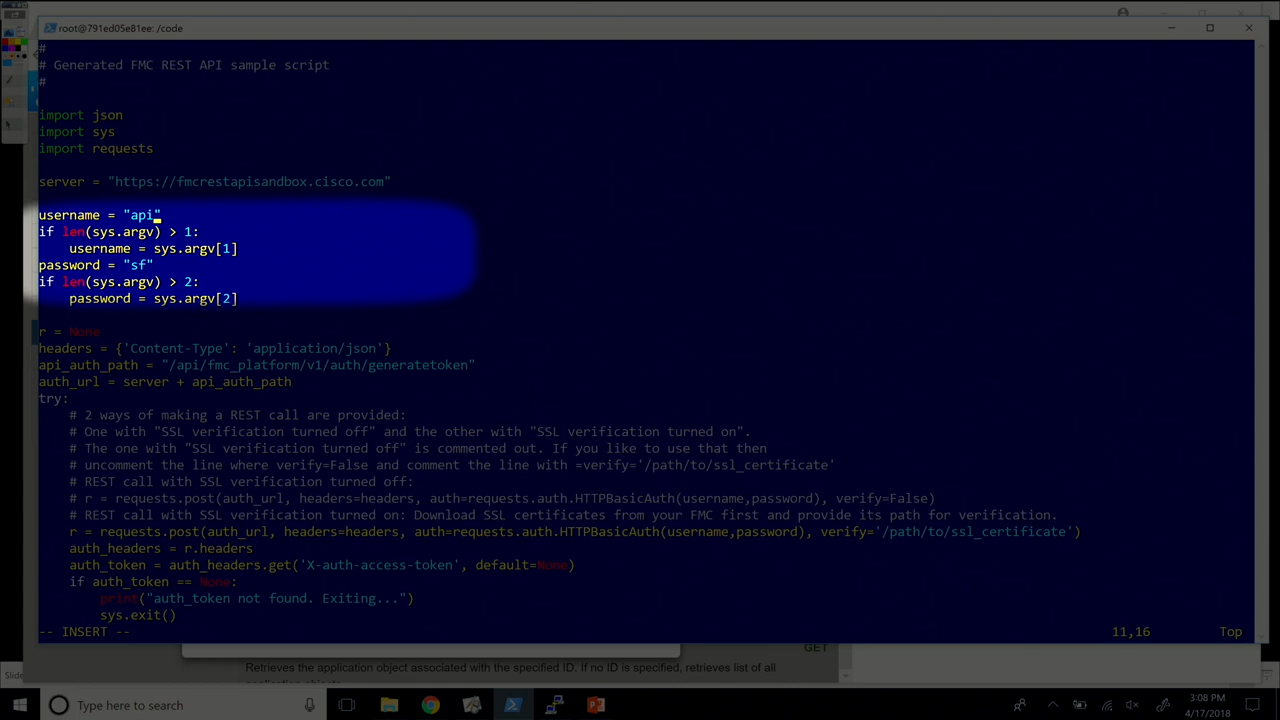 root@791ed05e81ee: /code
#
# Generated FMC REST API sample script
#
import json
import sys
import requests
server = "https://fmcrestapisandbox.cisco.com"
username = "api"
if len(sys.argv) > 1:
    username = sys.argv[1]
password = "sf"
if len(sys.argv) > 2:
    password = sys.argv[2]
r = None
headers = {'Content-Type': 'application/json'}
api_auth_path = "/api/fmc_platform/v1/auth/generatetoken"
auth_url = server + api_auth_path
try:
    # 2 ways of making a REST call are provided:
    # One with "SSL verification turned off" and the other with "SSL verification turned on".
    # The one with "SSL verification turned off" is commented out. If you like to use that then
    # uncomment the line where verify=False and comment the line with =verify='/path/to/ssl_certificate'
    # REST call with SSL verification turned off:
    # r = requests.post(auth_url, headers=headers, auth=requests.auth.HTTPBasicAuth(username,password), verify=False)
    # REST call with SSL verification turned on: Download SSL certificates from your FMC first and provide its path for verification.
    r = requests.post(auth_url, headers=headers, auth=requests.auth.HTTPBasicAuth(username,password), verify='/path/to/ssl_certificate')
    auth_headers = r.headers
    auth_token = auth_headers.get('X-auth-access-token', default=None)
    if auth_token == None:
        print("auth_token not found. Exiting...")
        sys.exit()
-- INSERT -- 11,16 Top
GET
Retrieves the application object associated with the specified ID. If no ID is specified, retrieves list of all
Slide
Type here to search
3:08 PM
4/17/2018